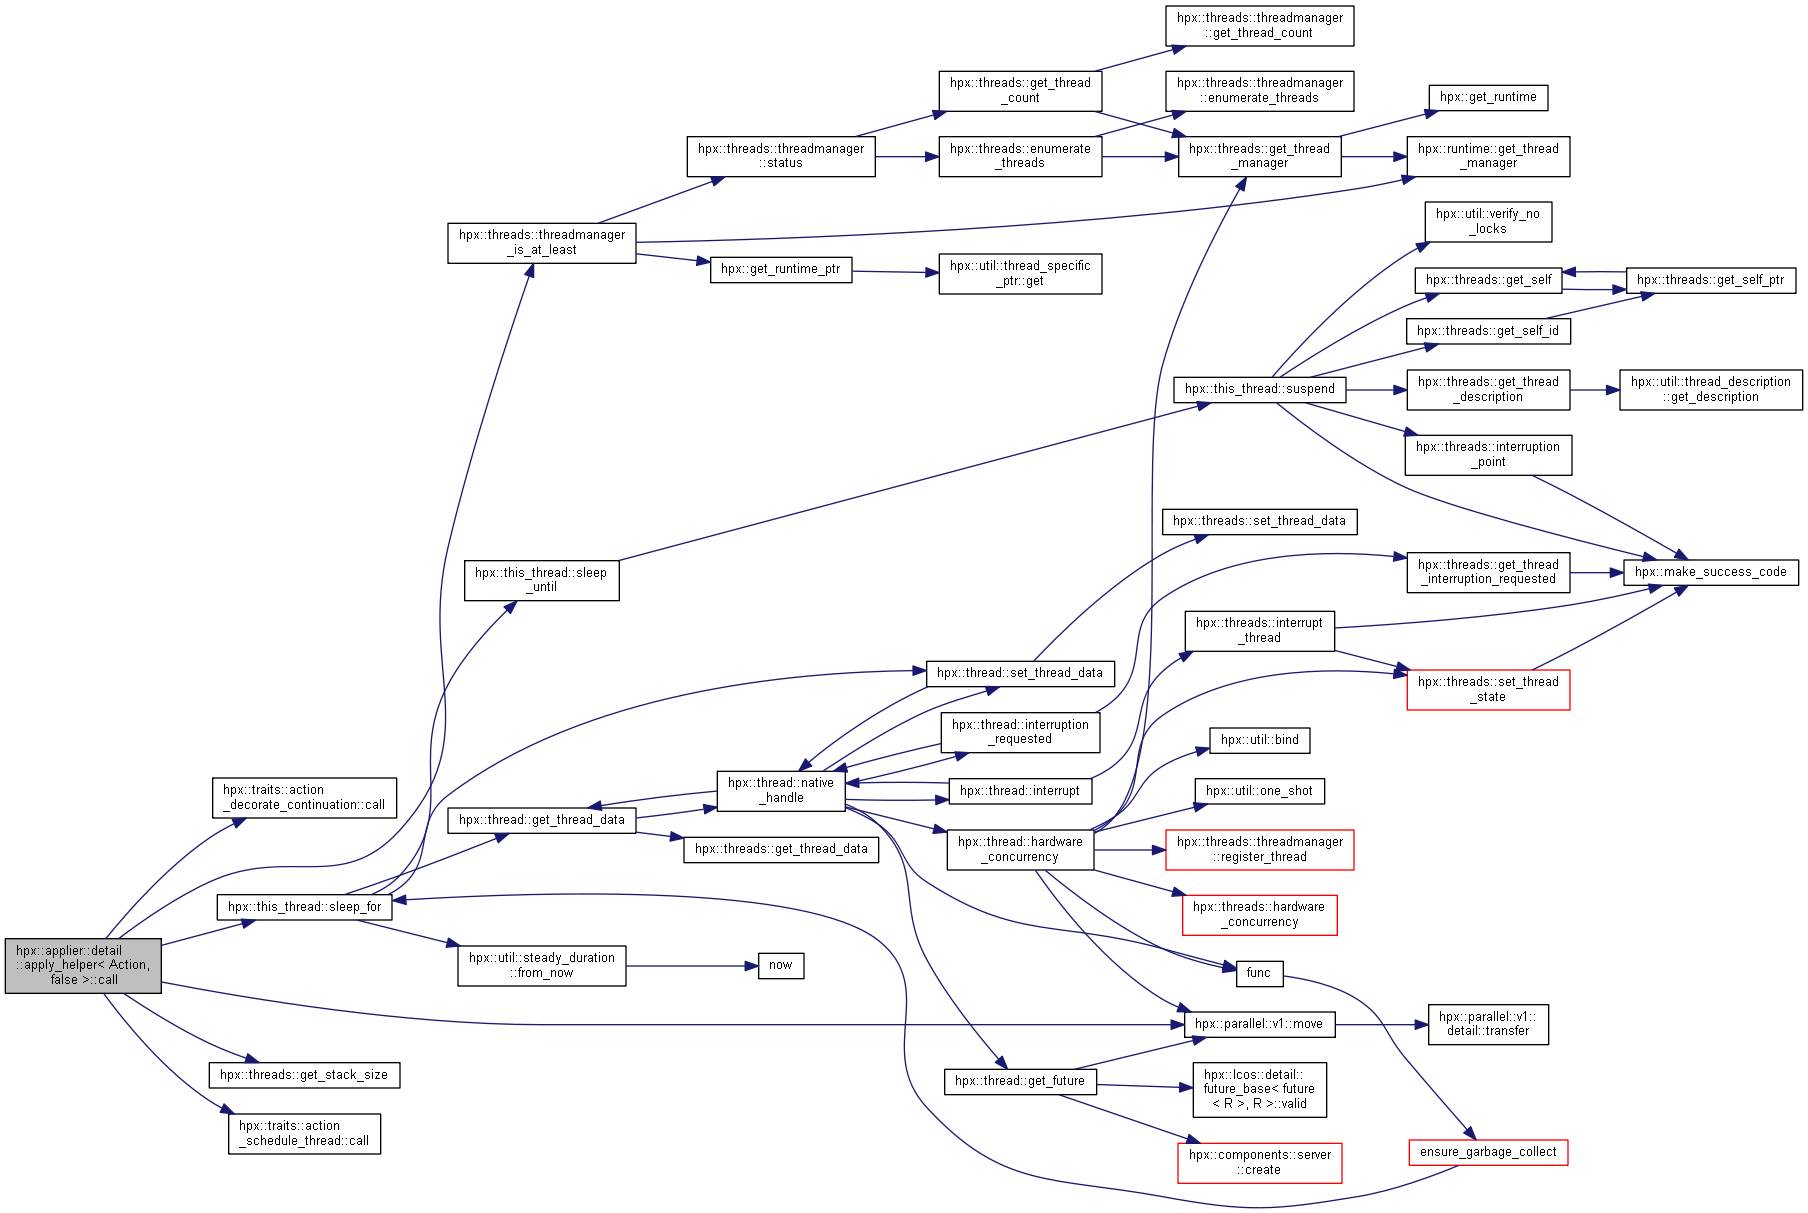 hpx::threads::threadmanager
::get_thread_count
hpx::threads::get_thread
_count
hpx::threads::threadmanager
::enumerate_threads
hpx::get_runtime
hpx::threads::threadmanager
::status
hpx::threads::enumerate
_threads
hpx::threads::get_thread
_manager
hpx::runtime::get_thread
_manager
hpx::util::verify_no
_locks
hpx::threads::threadmanager
_is_at_least
hpx::get_runtime_ptr
hpx::util::thread_specific
_ptr::get
hpx::threads::get_self
hpx::threads::get_self_ptr
hpx::threads::get_self_id
hpx::this_thread::suspend
hpx::threads::get_thread
_description
hpx::util::thread_description
::get_description
hpx::threads::interruption
_point
hpx::threads::set_thread_data
hpx::this_thread::sleep
_until
hpx::threads::get_thread
_interruption_requested
hpx::make_success_code
hpx::threads::interrupt
_thread
hpx::thread::set_thread_data
hpx::threads::set_thread
_state
hpx::thread::interruption
_requested
hpx::util::bind
hpx::traits::action
_decorate_continuation::call
hpx::thread::native
_handle
hpx::thread::interrupt
hpx::util::one_shot
hpx::thread::get_thread_data
hpx::threads::get_thread_data
hpx::thread::hardware
_concurrency
hpx::threads::threadmanager
::register_thread
hpx::this_thread::sleep_for
hpx::threads::hardware
_concurrency
hpx::applier::detail
::apply_helper< Action,
false >::call
hpx::util::steady_duration
::from_now
now
func
hpx::parallel::v1::move
hpx::parallel::v1::
detail::transfer
hpx::threads::get_stack_size
hpx::thread::get_future
hpx::lcos::detail::
future_base< future
< R >, R >::valid
hpx::traits::action
_schedule_thread::call
hpx::components::server
::create
ensure_garbage_collect